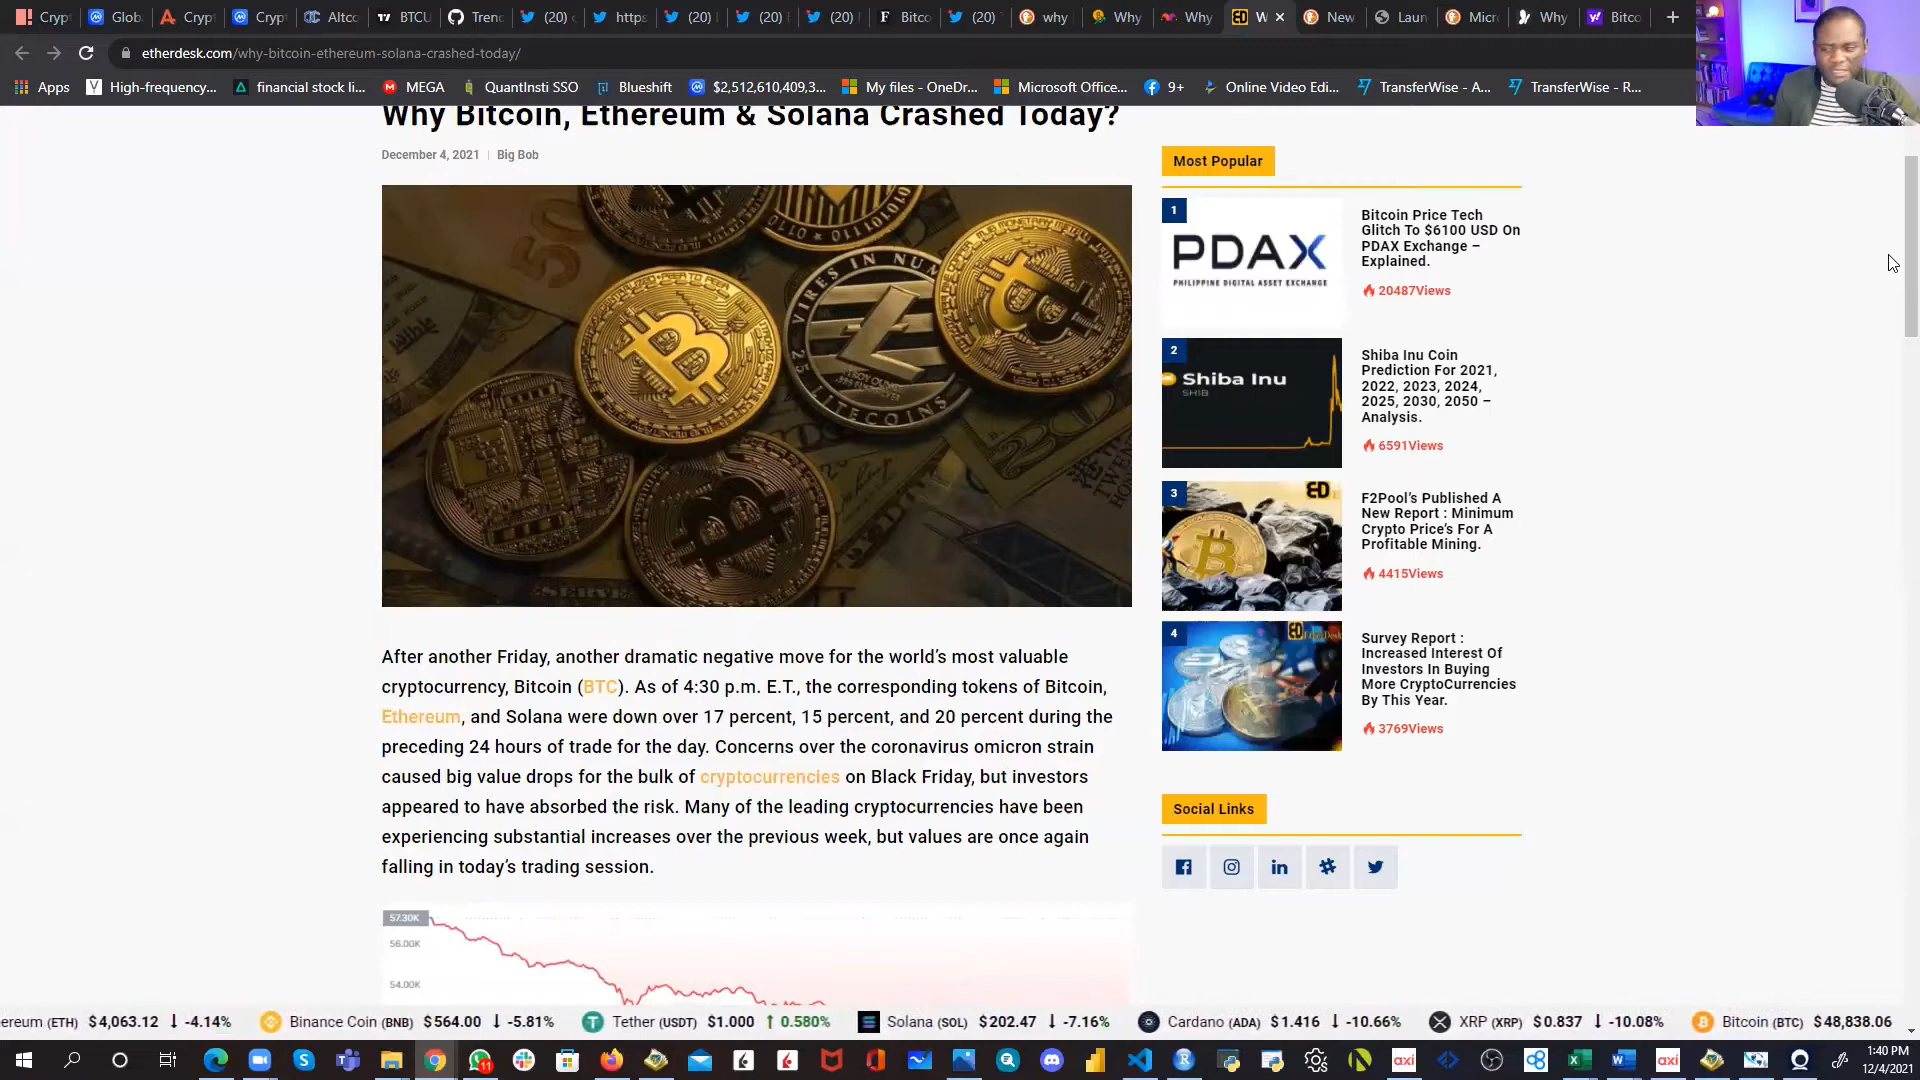 Crypt
Glob
Crypt
Crypt
Altco
BTCU
Trend
(20)
https
(20)
(20)
(20)
Bitco
(20)
why
Why
Why
W
New
Laun
Micr
Why
Bitco
etherdesk.com/why-bitcoin-ethereum-solana-crashed-today/
Apps
High-frequency,...
financial stock li...
MEGA
QuantInsti SSO
Blueshift
$2,512,610,409,3...
My files - OneDr...
Microsoft Office...
9+
Online Video Edi...
TransferWise - A...
TransferWise - R...
Why Bitcoin, Ethereum & Solana Crashed Today?
December 4, 2021
Big Bob
VIRES IN NUM
LITECOINS
After another Friday, another dramatic negative move for the world's most valuable
cryptocurrency, Bitcoin (BTC). As of 4:30 p.m. E.T., the corresponding tokens of Bitcoin,
Ethereum, and Solana were down over 17 percent, 15 percent, and 20 percent during the
preceding 24 hours of trade for the day. Concerns over the coronavirus omicron strain
caused big value drops for the bulk of cryptocurrencies on Black Friday, but investors
appeared to have absorbed the risk. Many of the leading cryptocurrencies have been
experiencing substantial increases over the previous week, but values are once again
falling in today's trading session.
57.30K
56.00K
54.00K
Most Popular
1
PDAX
PHILIPPINE DIGITAL ASSET EXCHANGE
Bitcoin Price Tech
Glitch To $6100 USD On
PDAX Exchange –
Explained.
20487Views
2
Shiba Inu
SHIB
Shiba Inu Coin
Prediction For 2021,
2022, 2023, 2024,
2025, 2030, 2050 –
Analysis.
6591Views
3
ED
F2Pool's Published A
New Report : Minimum
Crypto Price's For A
Profitable Mining.
4415Views
4
ED
Survey Report :
Increased Interest Of
Investors In Buying
More CryptoCurrencies
By This Year.
3769Views
Social Links
ereum (ETH) $4,063.12 ↓ -4.14%
Binance Coin (BNB) $564.00 ↓ -5.81%
Tether (USDT) $1.000 ↑ 0.580%
Solana (SOL) $202.47 ↓ -7.16%
Cardano (ADA) $1.416 ↓ -10.66%
XRP (XRP) $0.837 ↓ -10.08%
Bitcoin (BTC) $48,838.06
11
axi
axi
1:40 PM
12/4/2021